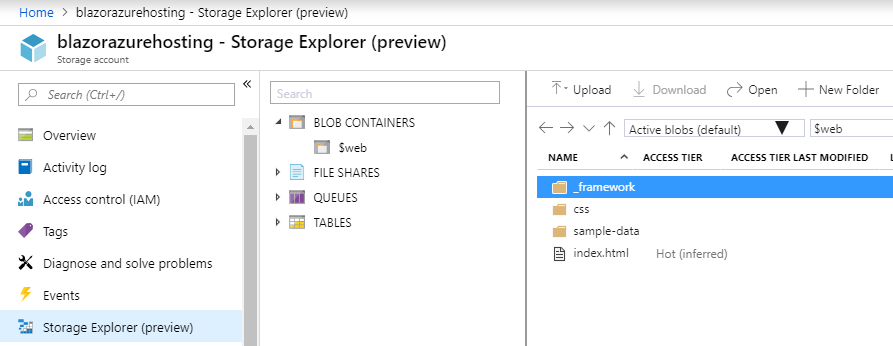 Home > blazorazurehosting - Storage Explorer (preview)
blazorazurehosting - Storage Explorer (preview)
Storage account
Search (Ctrl+/)
«
Overview
Activity log
Access control (IAM)
Tags
Diagnose and solve problems
Events
Storage Explorer (preview)
Search
BLOB CONTAINERS
$web
FILE SHARES
QUEUES
TABLES
Upload Download Open New Folder
Active blobs (default) $web
NAME ACCESS TIER ACCESS TIER LAST MODIFIED
_framework
css
sample-data
index.html Hot (inferred)